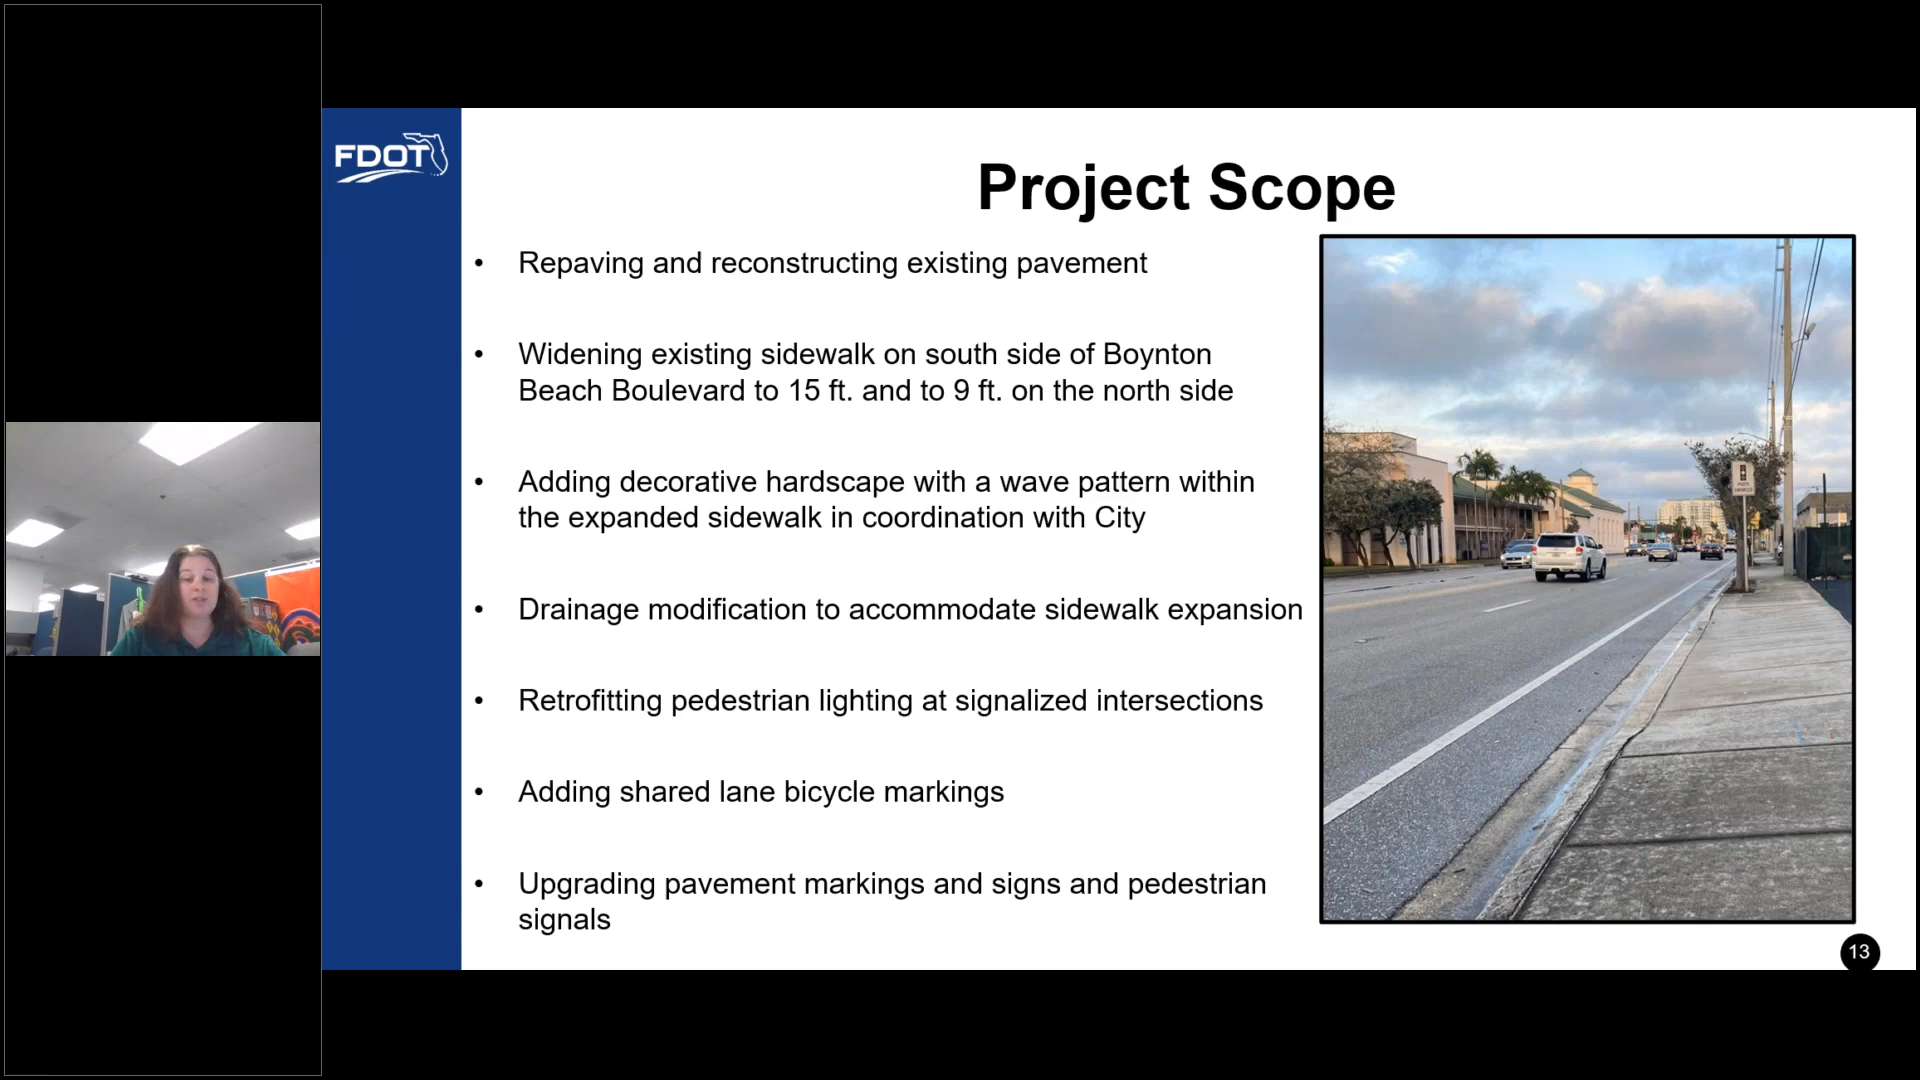 FDOT
Project Scope
• Repaving and reconstructing existing pavement
• Widening existing sidewalk on south side of Boynton
Beach Boulevard to 15 ft. and to 9 ft. on the north side
• Adding decorative hardscape with a wave pattern within
the expanded sidewalk in coordination with City
• Drainage modification to accommodate sidewalk expansion
• Retrofitting pedestrian lighting at signalized intersections
• Adding shared lane bicycle markings
• Upgrading pavement markings and signs and pedestrian
signals
13